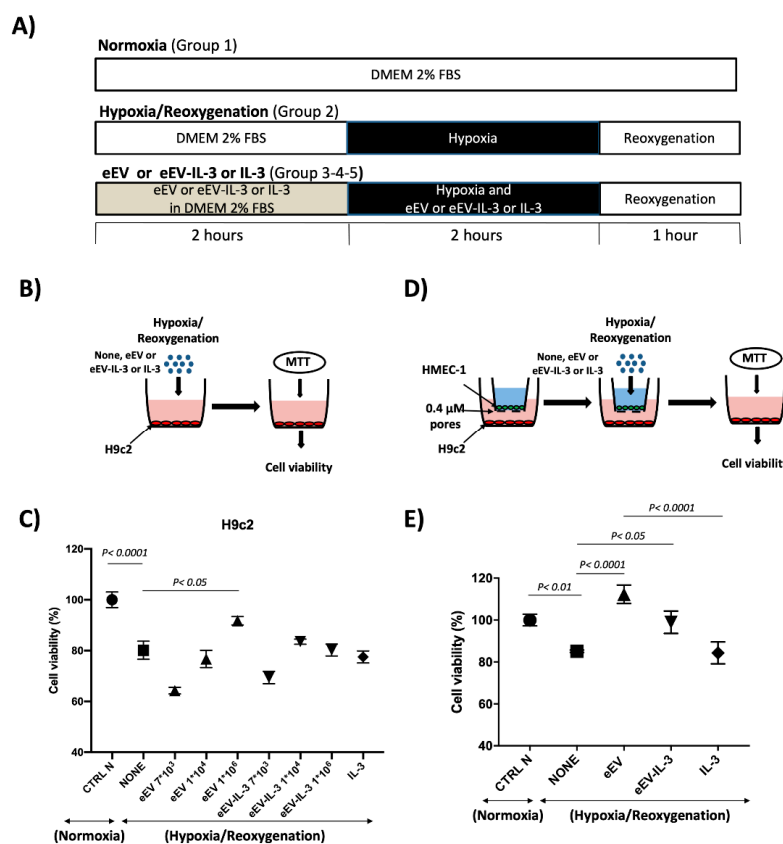 A)
Normoxia (Group 1)
DMEM 2% FBS
Hypoxia/Reoxygenation (Group 2)
DMEM 2% FBS
Hypoxia
Reoxygenation
eEV or eEV-IL-3 or IL-3 (Group 3-4-5)
eEV or eEV-IL-3 or IL-3
in DMEM 2% FBS
Hypoxia and
eEV or eEV-IL-3 or IL-3
Reoxygenation
2 hours
2 hours
1 hour
B)
Hypoxia/
Reoxygenation
None, eEV or
eEV-IL-3 or IL-3
MTT
H9c2
Cell viability
D)
Hypoxia/
Reoxygenation
None, eEV or
eEV-IL-3 or IL-3
MTT
HMEC-1
0.4 µM
pores
H9c2
Cell viabilit
C)
H9c2
P< 0.0001
P< 0.05
Cell viability (%)
120
100
80
60
40
CTRL N
NONE
eEV 7*10³
eEV 1*10⁴
eEV 1*10⁶
eEV-IL-3 7*10³
eEV-IL-3 1*10⁴
eEV-IL-3 1*10⁶
IL-3
(Normoxia)
(Hypoxia/Reoxygenation)
E)
P< 0.0001
P< 0.05
P< 0.0001
P< 0.01
Cell viability (%)
120
100
80
60
40
CTRL N
NONE
eEV
eEV-IL-3
IL-3
(Normoxia)
(Hypoxia/Reoxygenation)